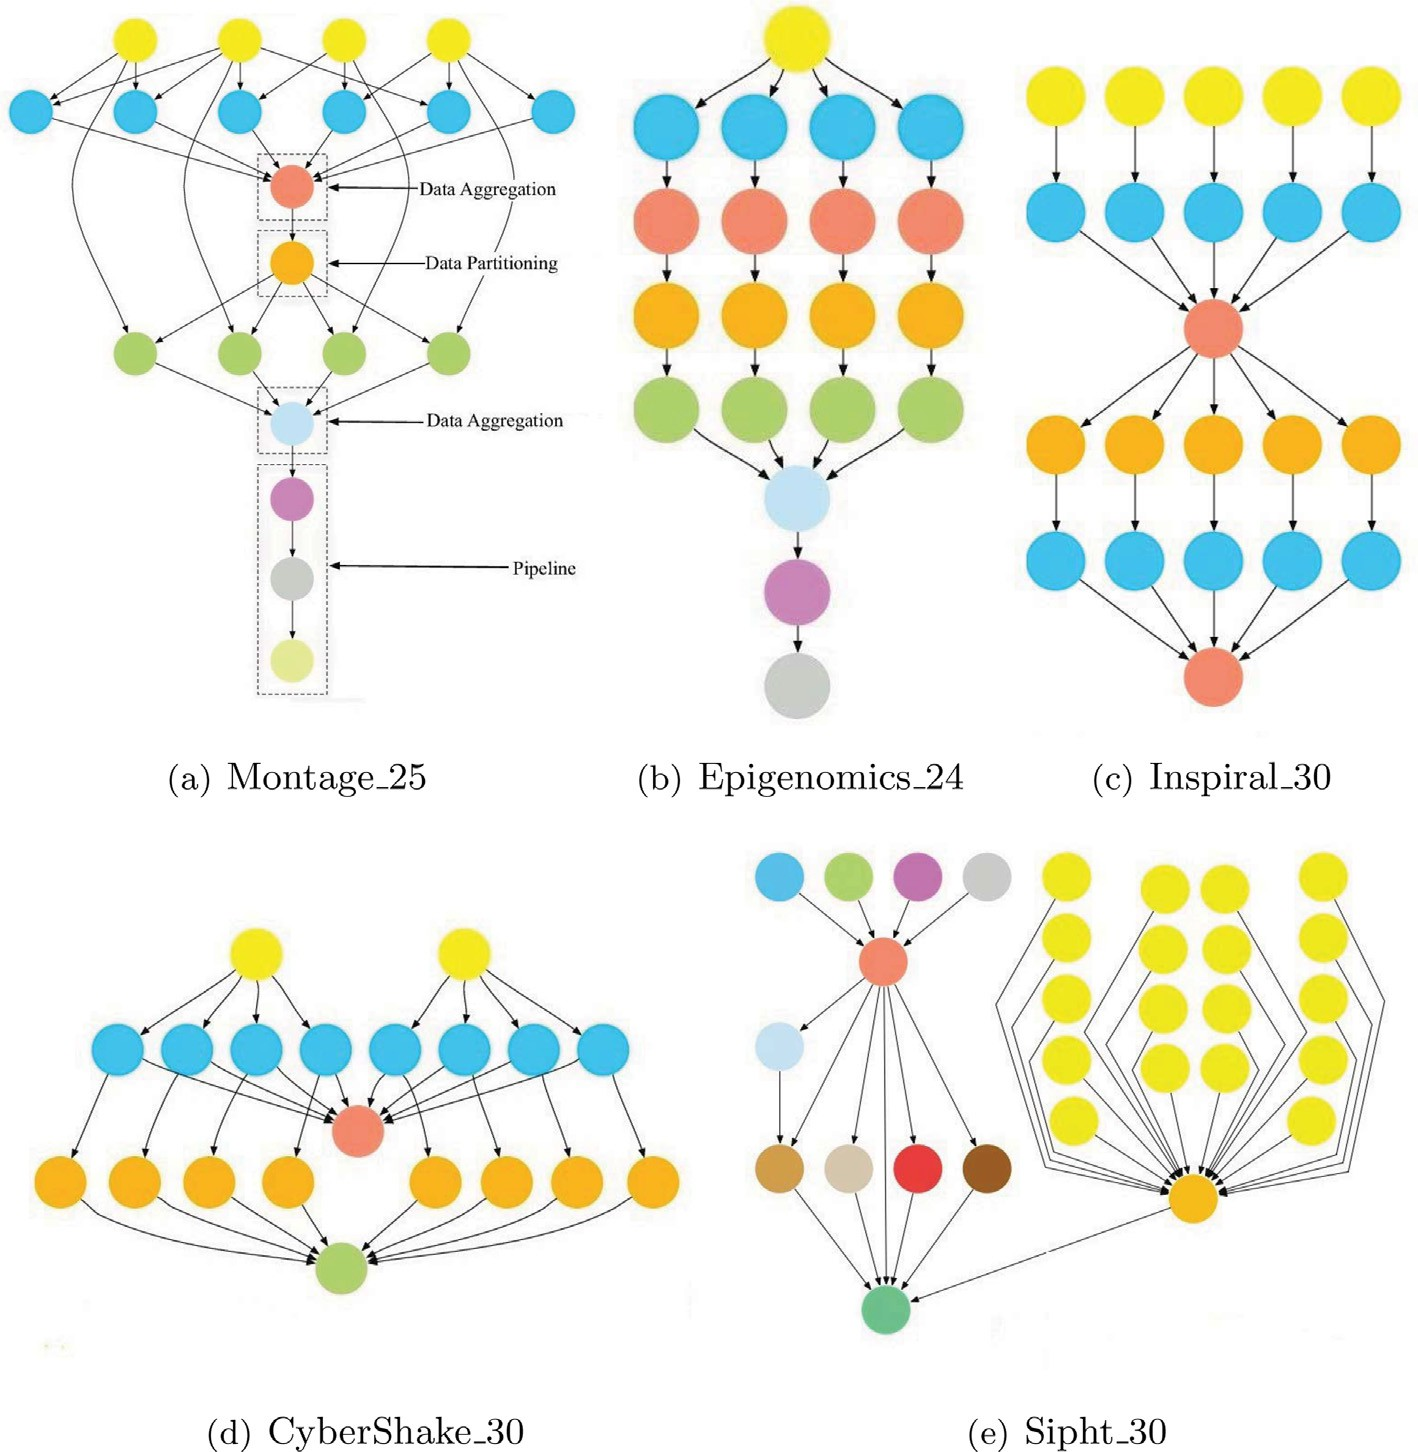 Data Aggregation
Data Partitioning
Data Aggregation
Pipeline
(a) Montage_25
(b) Epigenomics_24
(c) Inspiral_30
(d) CyberShake_30
(e) Sipht_30